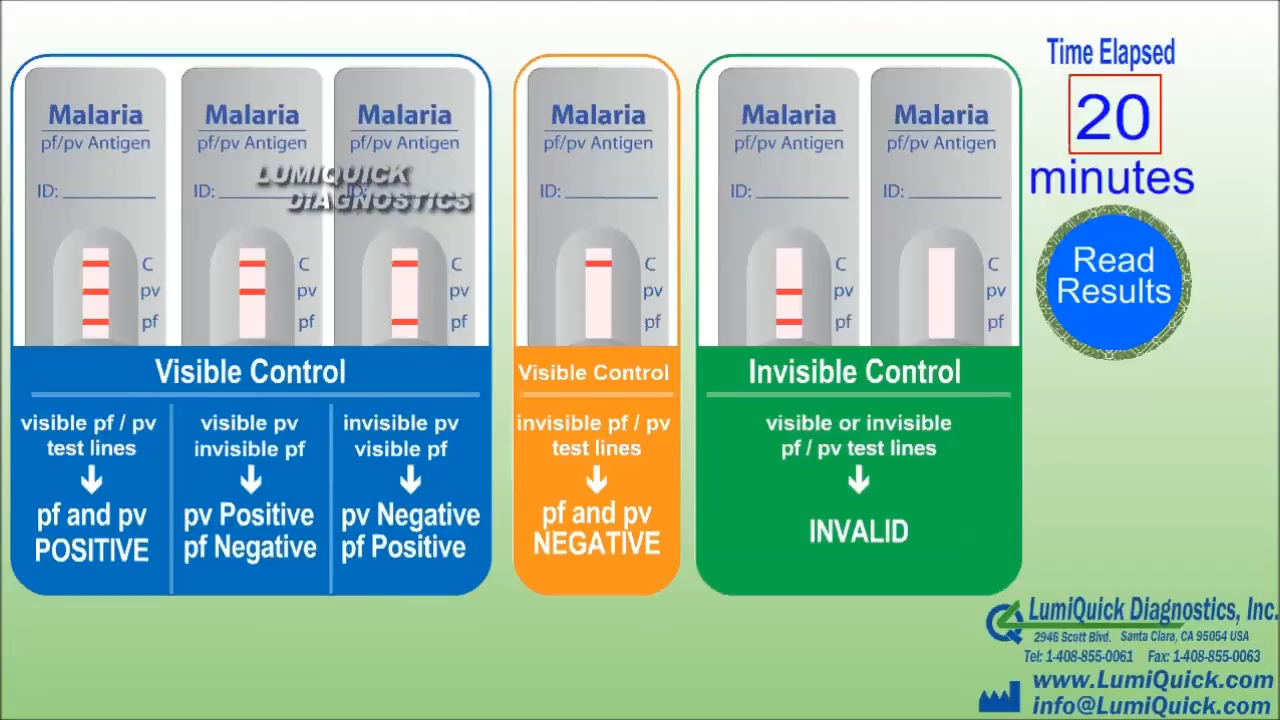 Malaria
pf/pv Antigen
ID:
C
pv
pf
Malaria
pf/pv Antigen
ID:
C
pv
pf
Malaria
pf/pv Antigen
ID:
C
pv
pf
LUMIQUICK
DIAGNOSTICS
Visible Control
visible pf / pv
test lines
pf and pv
POSITIVE
visible pv
invisible pf
pv Positive
pf Negative
invisible pv
visible pf
pv Negative
pf Positive
Malaria
pf/pv Antigen
ID:
C
pv
pf
Visible Control
invisible pf / pv
test lines
pf and pv
NEGATIVE
Malaria
pf/pv Antigen
ID:
C
pv
pf
Malaria
pf/pv Antigen
ID:
C
pv
pf
Invisible Control
visible or invisible
pf / pv test lines
INVALID
Time Elapsed
20
minutes
Read
Results
LumiQuick Diagnostics, Inc.
2946 Scott Blvd. Santa Clara, CA 95054 USA
Tel: 1-408-855-0061 Fax: 1-408-855-0063
www.LumiQuick.com
info@LumiQuick.com